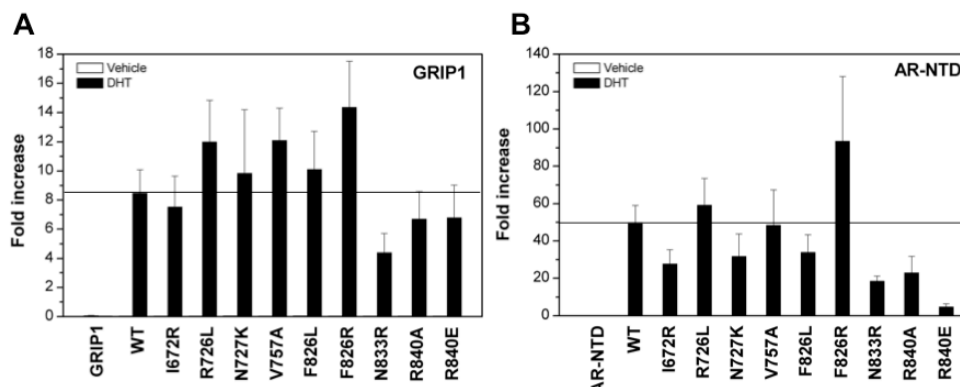 A
B
GRIP1
AR-NTD
Vehicle
DHT
Vehicle
DHT
Fold increase
Fold increase
18
16
14
12
10
8
6
4
2
0
140
120
100
80
60
40
20
0
GRIP1
WT
I672R
R726L
N727K
V757A
F826L
F826R
N833R
R840A
R840E
AR-NTD
WT
I672R
R726L
N727K
V757A
F826L
F826R
N833R
R840A
R840E